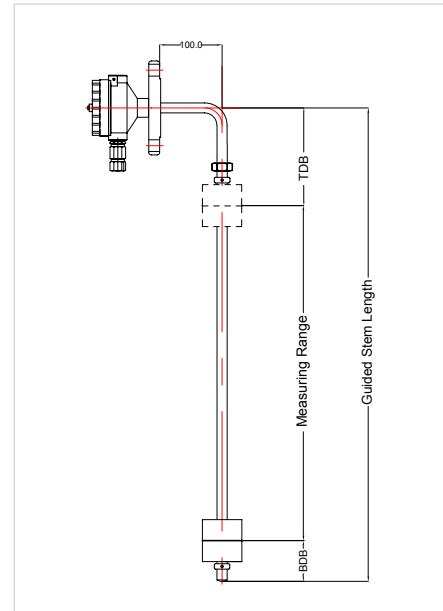 100.0
TDB
Measuring Range
Guided Stem Length
BDB